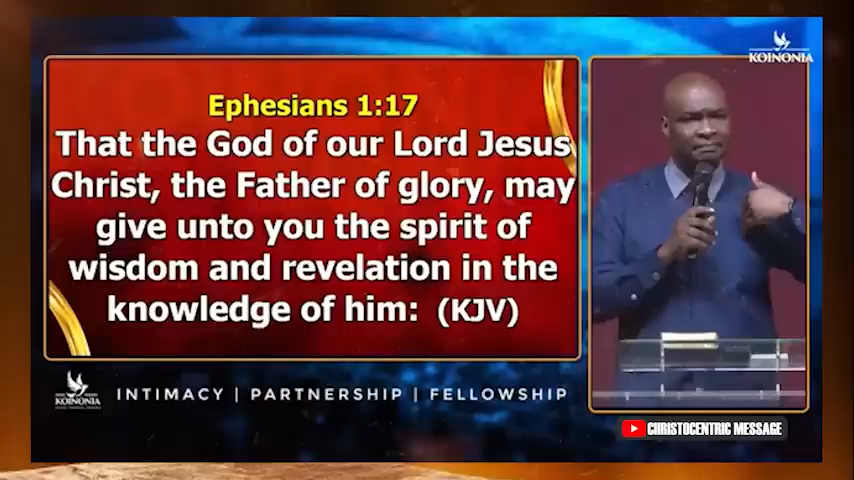 KOINONIA
Ephesians 1:17
That the God of our Lord Jesus
Christ, the Father of glory, may
give unto you the spirit of
wisdom and revelation in the
knowledge of him: (KJV)
KOINONIA
INTIMACY | PARTNERSHIP | FELLOWSHIP
CHRISTOCENTRIC MESSAGE